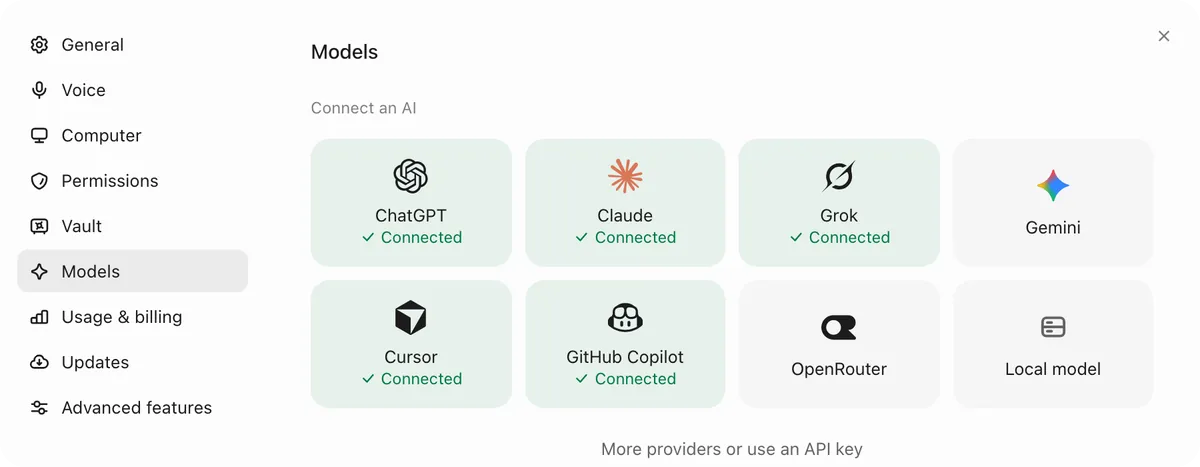 General
Voice
Computer
Permissions
Vault
Models
Usage & billing
Updates
Advanced features
Models
Connect an AI
ChatGPT
Connected
Claude
Connected
Grok
Connected
Gemini
Cursor
Connected
GitHub Copilot
Connected
OpenRouter
Local model
More providers or use an API key